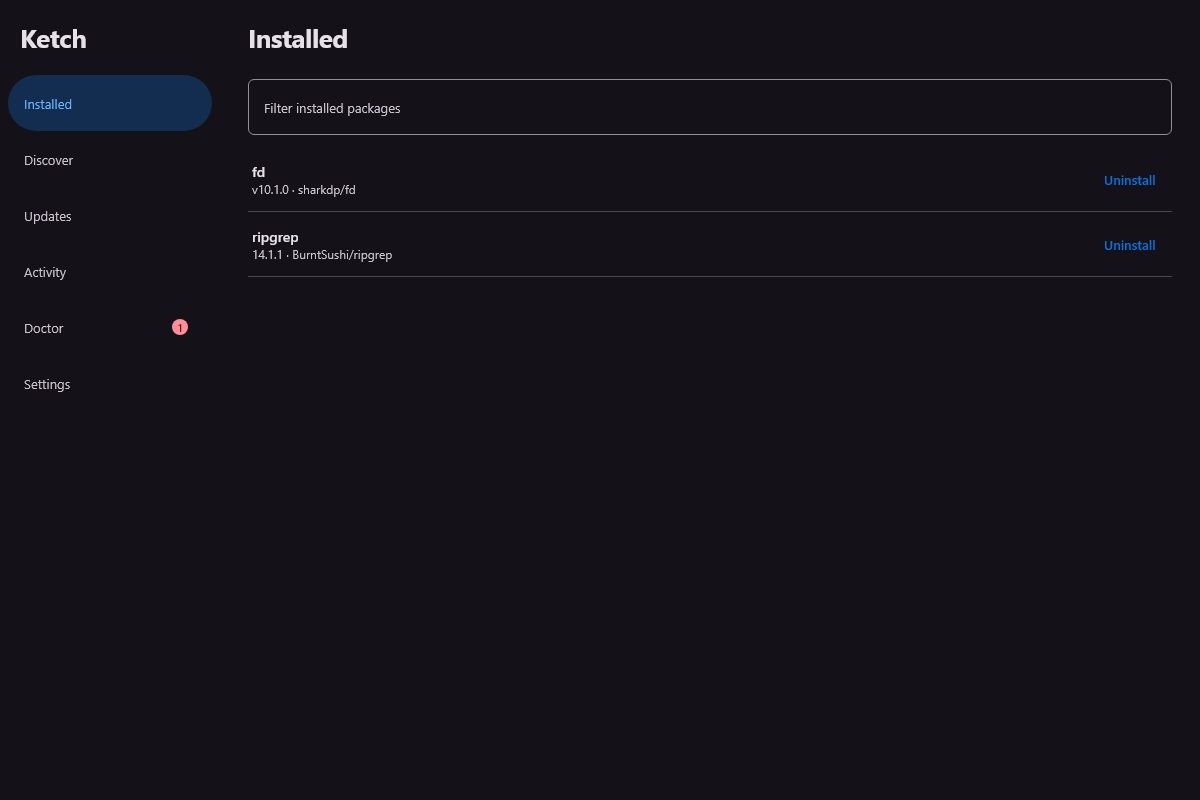 Ketch
Installed
Discover
Updates
Activity
Doctor
1
Settings
Installed
Filter installed packages
fd
v10.1.0 · sharkdp/fd
Uninstall
ripgrep
14.1.1 · BurntSushi/ripgrep
Uninstall